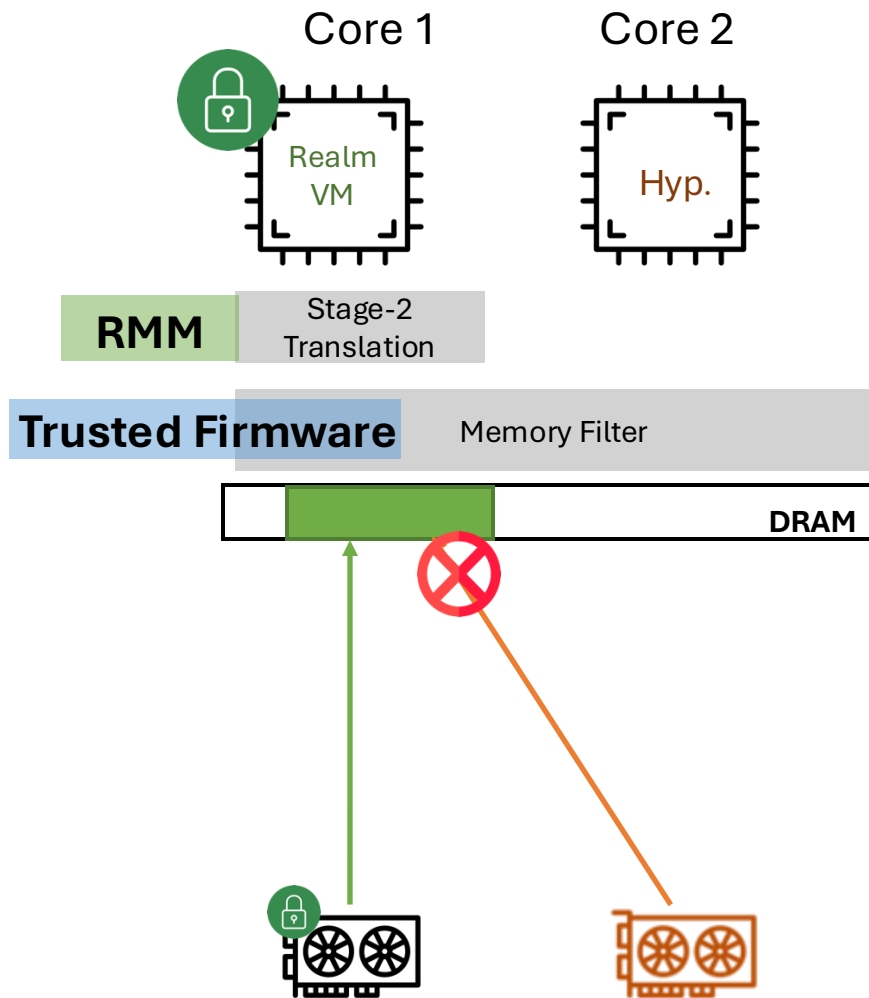 Core 1
Core 2
Realm
VM
Hyp.
RMM
Stage-2
Translation
Trusted Firmware
Memory Filter
DRAM